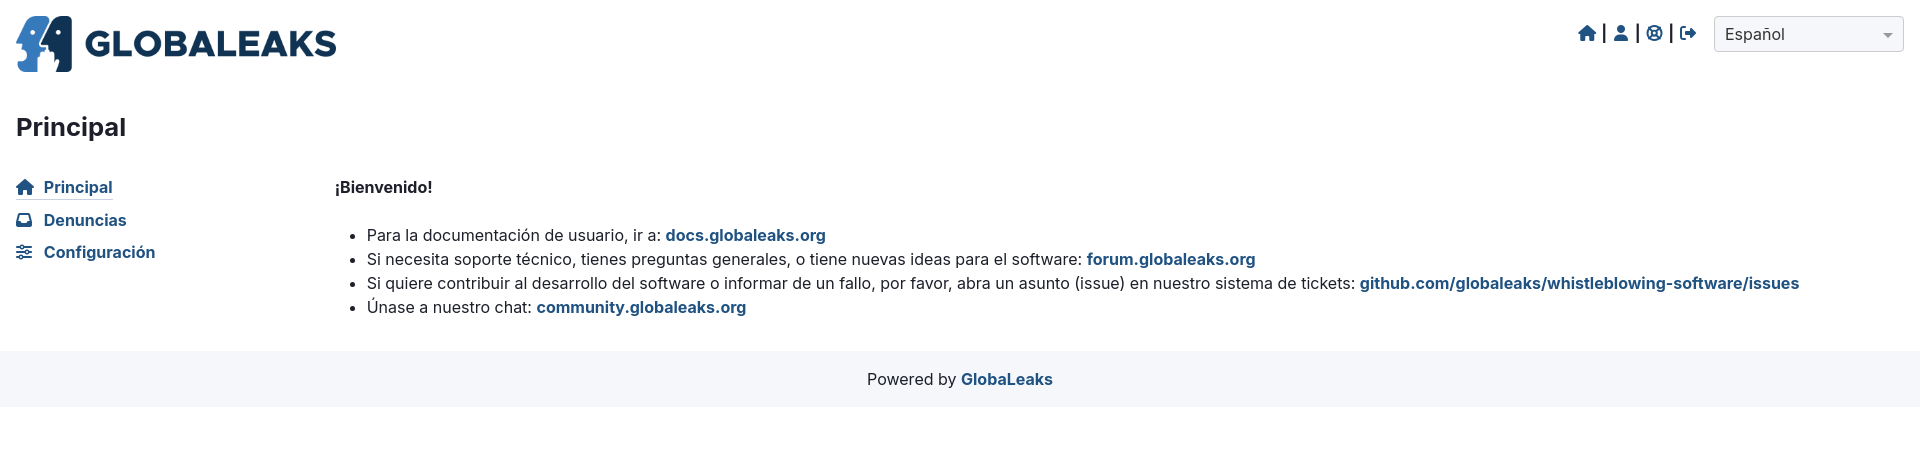 GLOBALEAKS
Español
Principal
Principal
Denuncias
Configuración
¡Bienvenido!
Para la documentación de usuario, ir a: docs.globaleaks.org
Si necesita soporte técnico, tienes preguntas generales, o tiene nuevas ideas para el software: forum.globaleaks.org
Si quiere contribuir al desarrollo del software o informar de un fallo, por favor, abra un asunto (issue) en nuestro sistema de tickets: github.com/globaleaks/whistleblowing-software/issues
Únase a nuestro chat: community.globaleaks.org
Powered by GlobaLeaks